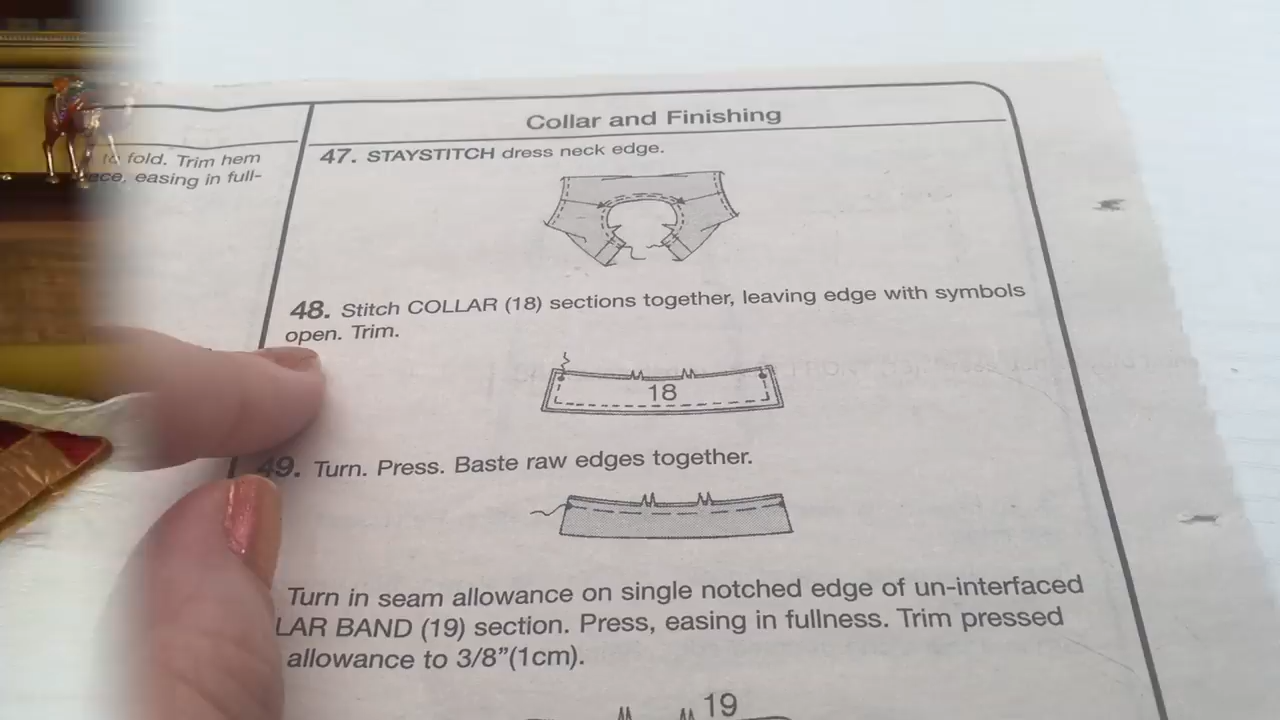 Collar and Finishing
to fold. Trim hem
easing in full-
47. STAYSTITCH dress neck edge.
48. Stitch COLLAR (18) sections together, leaving edge with symbols
open. Trim.
18
49. Turn. Press. Baste raw edges together.
Turn in seam allowance on single notched edge of un-interfaced
LAR BAND (19) section. Press, easing in fullness. Trim pressed
allowance to 3/8”(1cm).
19